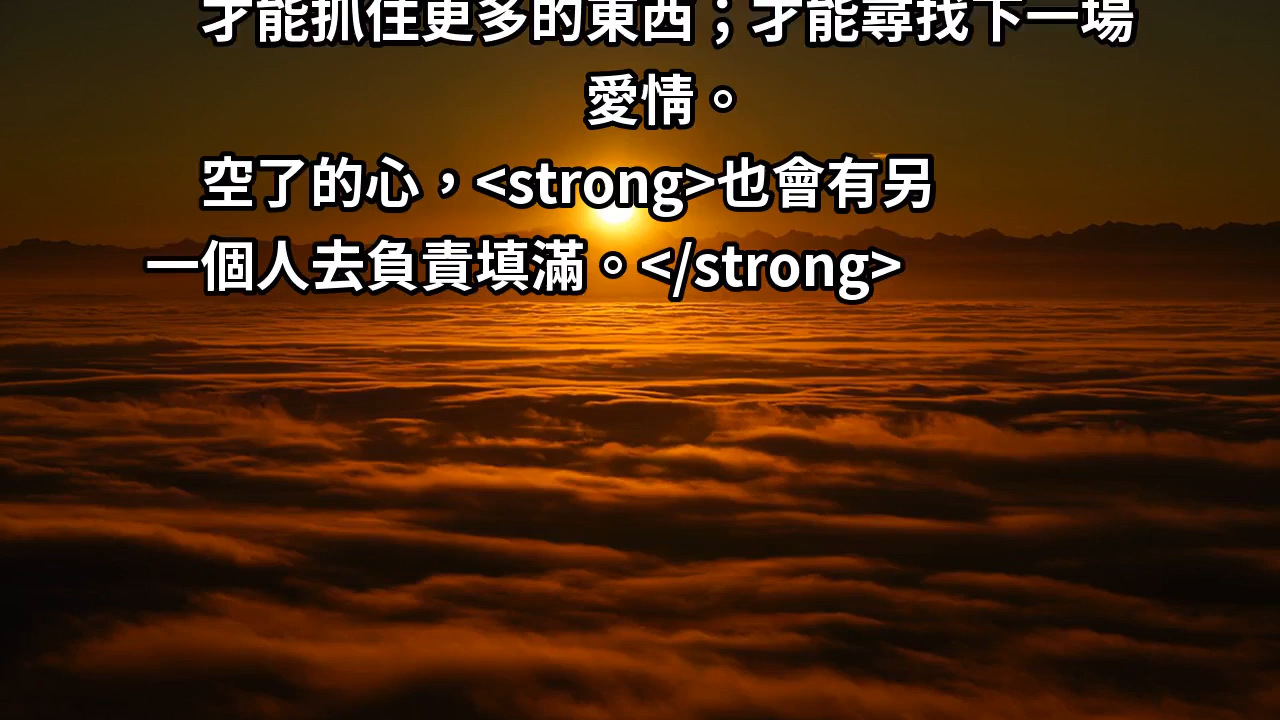 才能抓住更多的東西；才能尋找下一場
愛情。
空了的心，<strong>也會有另
一個人去負責填滿。</strong>